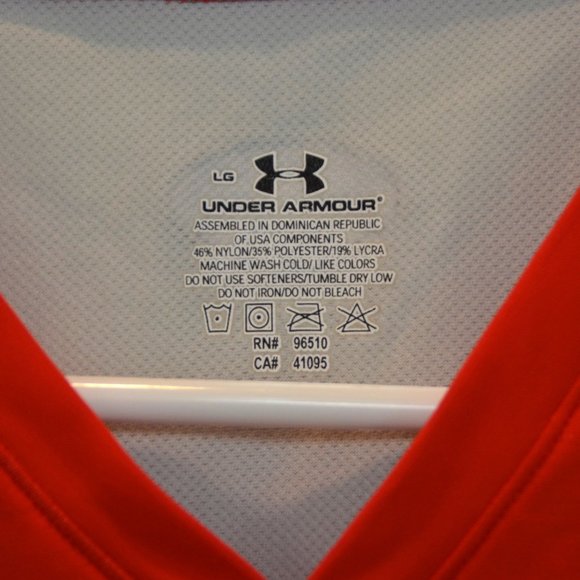 LG
UNDER ARMOUR®
ASSEMBLED IN DOMINICAN REPUBLIC
OF USA COMPONENTS
46% NYLON/35% POLYESTER/19% LYCRA
MACHINE WASH COLD/ LIKE COLORS
DO NOT USE SOFTENERS/TUMBLE DRY LOW
DO NOT IRON/DO NOT BLEACH
RN# 96510
CA# 41095